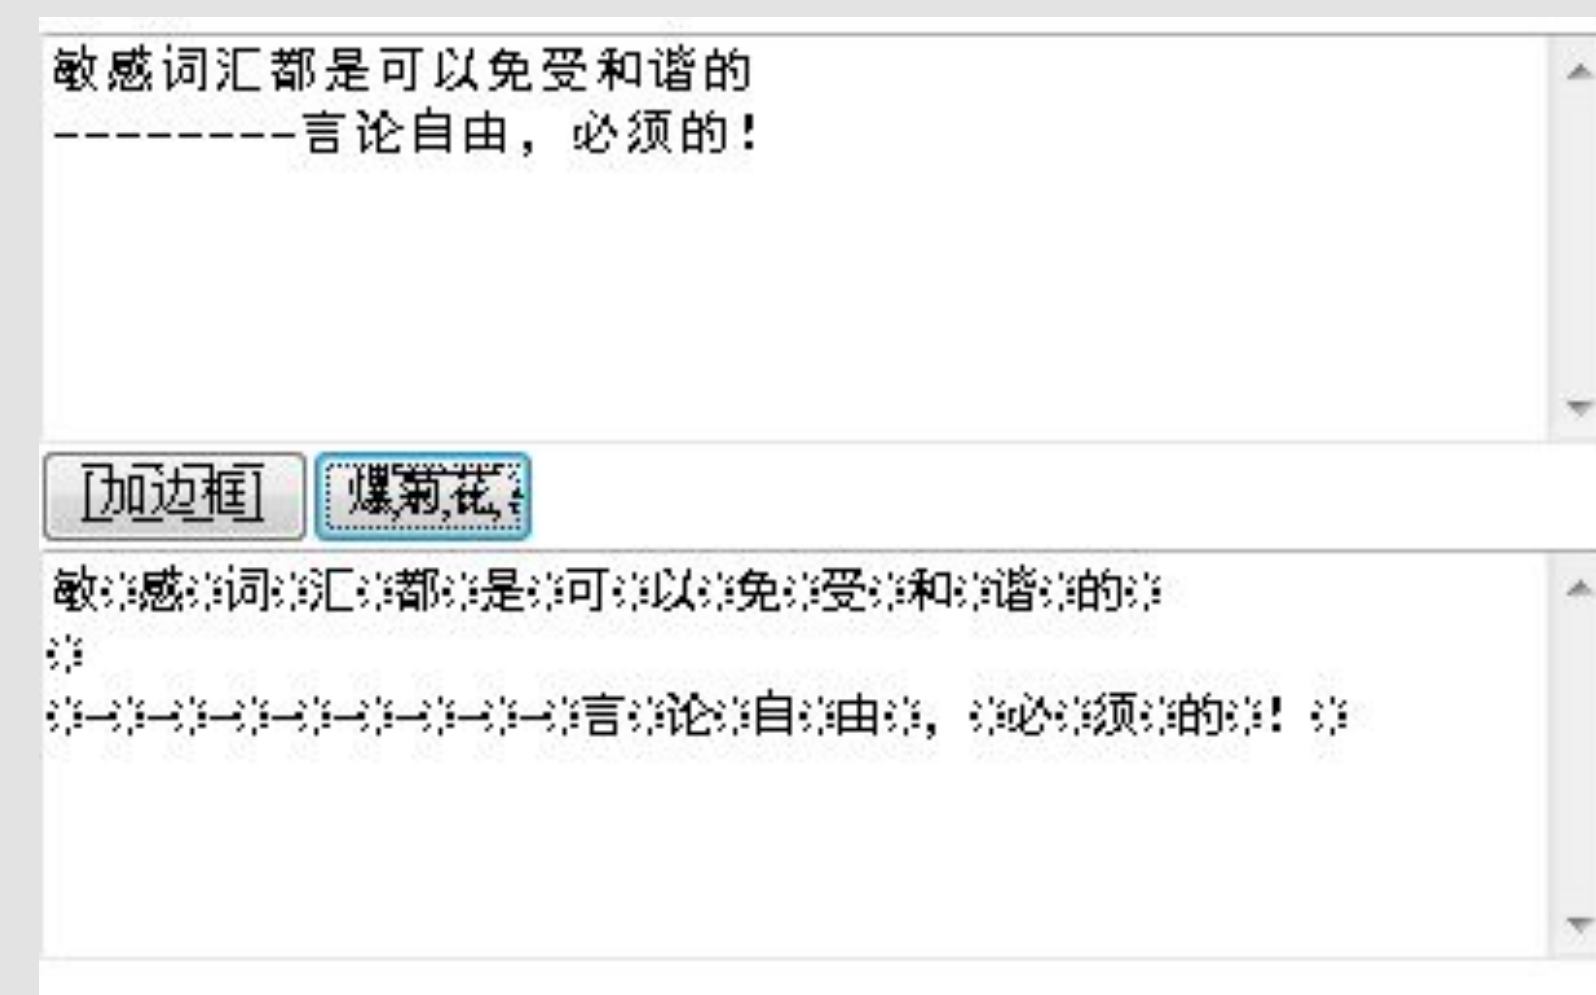 敏感词汇都是可以免受和谐的
---------言论自由，必须的!
[加边框]
爆,菊,花,
敏҉感҉词҉汇҉都҉是҉可҉以҉免҉受҉和҉谐҉的҉
҉
҉-҉-҉-҉-҉-҉-҉-҉-҉言҉论҉自҉由҉，҉必҉须҉的҉!҉